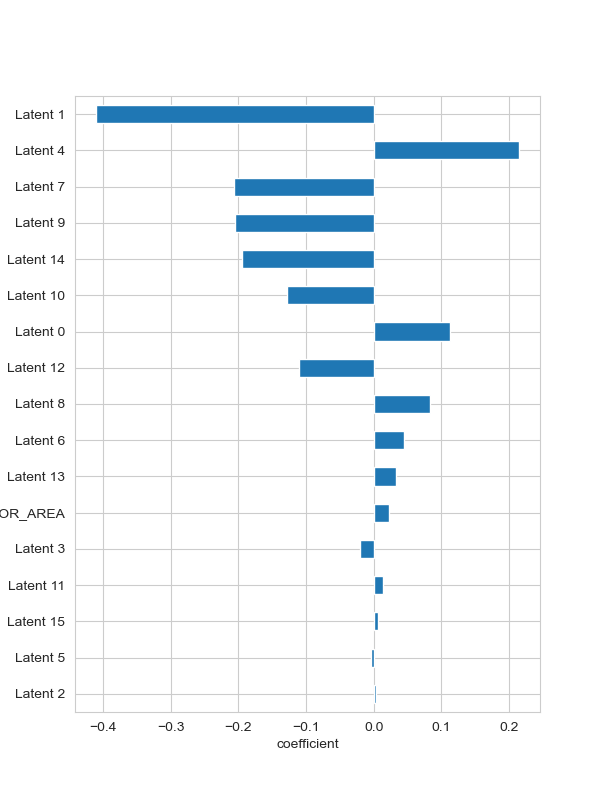 Latent 1
Latent 4
Latent 7
Latent 9
Latent 14
Latent 10
Latent 0
Latent 12
Latent 8
Latent 6
Latent 13
OR_AREA
Latent 3
Latent 11
Latent 15
Latent 5
Latent 2
−0.4 −0.3 −0.2 −0.1 0.0 0.1 0.2
coefficient